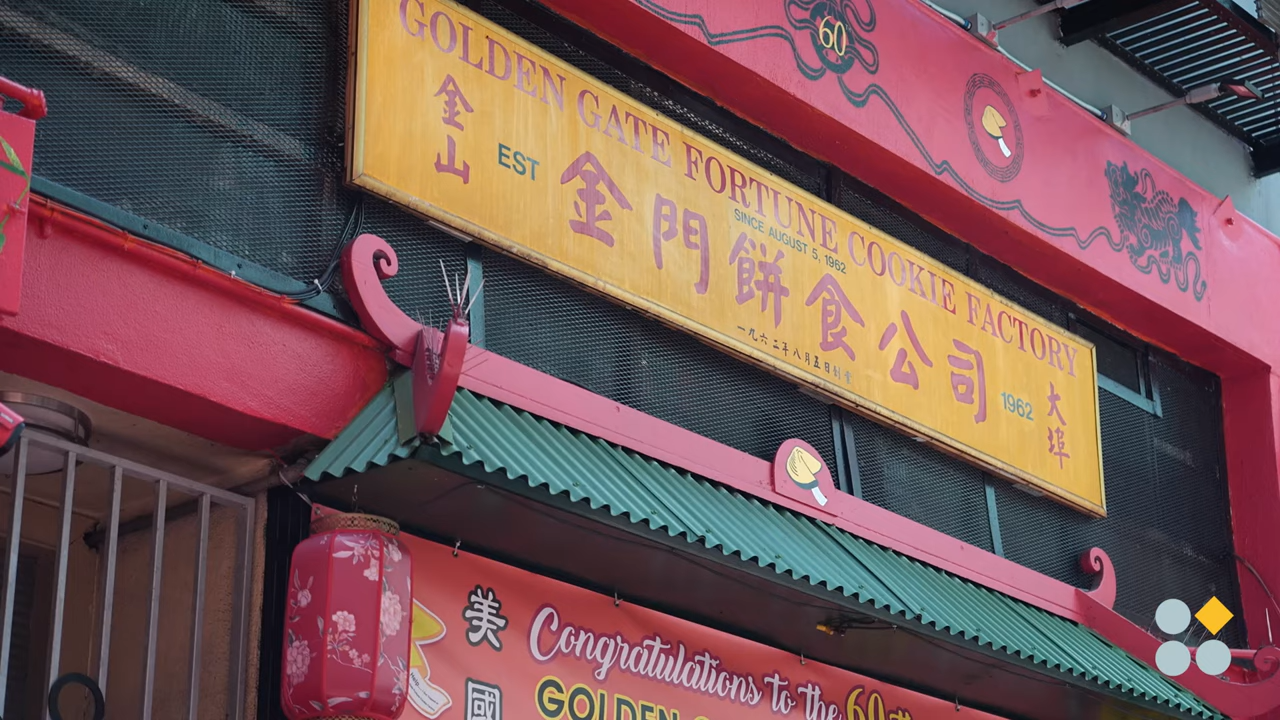 60
GOLDEN GATE FORTUNE COOKIE FACTORY
SINCE AUGUST 5, 1962
金山
EST
金門餅食公司
1962
大埠
一九六二年八月五日創業
美國
Congratulations to the 60th
GOLDEN